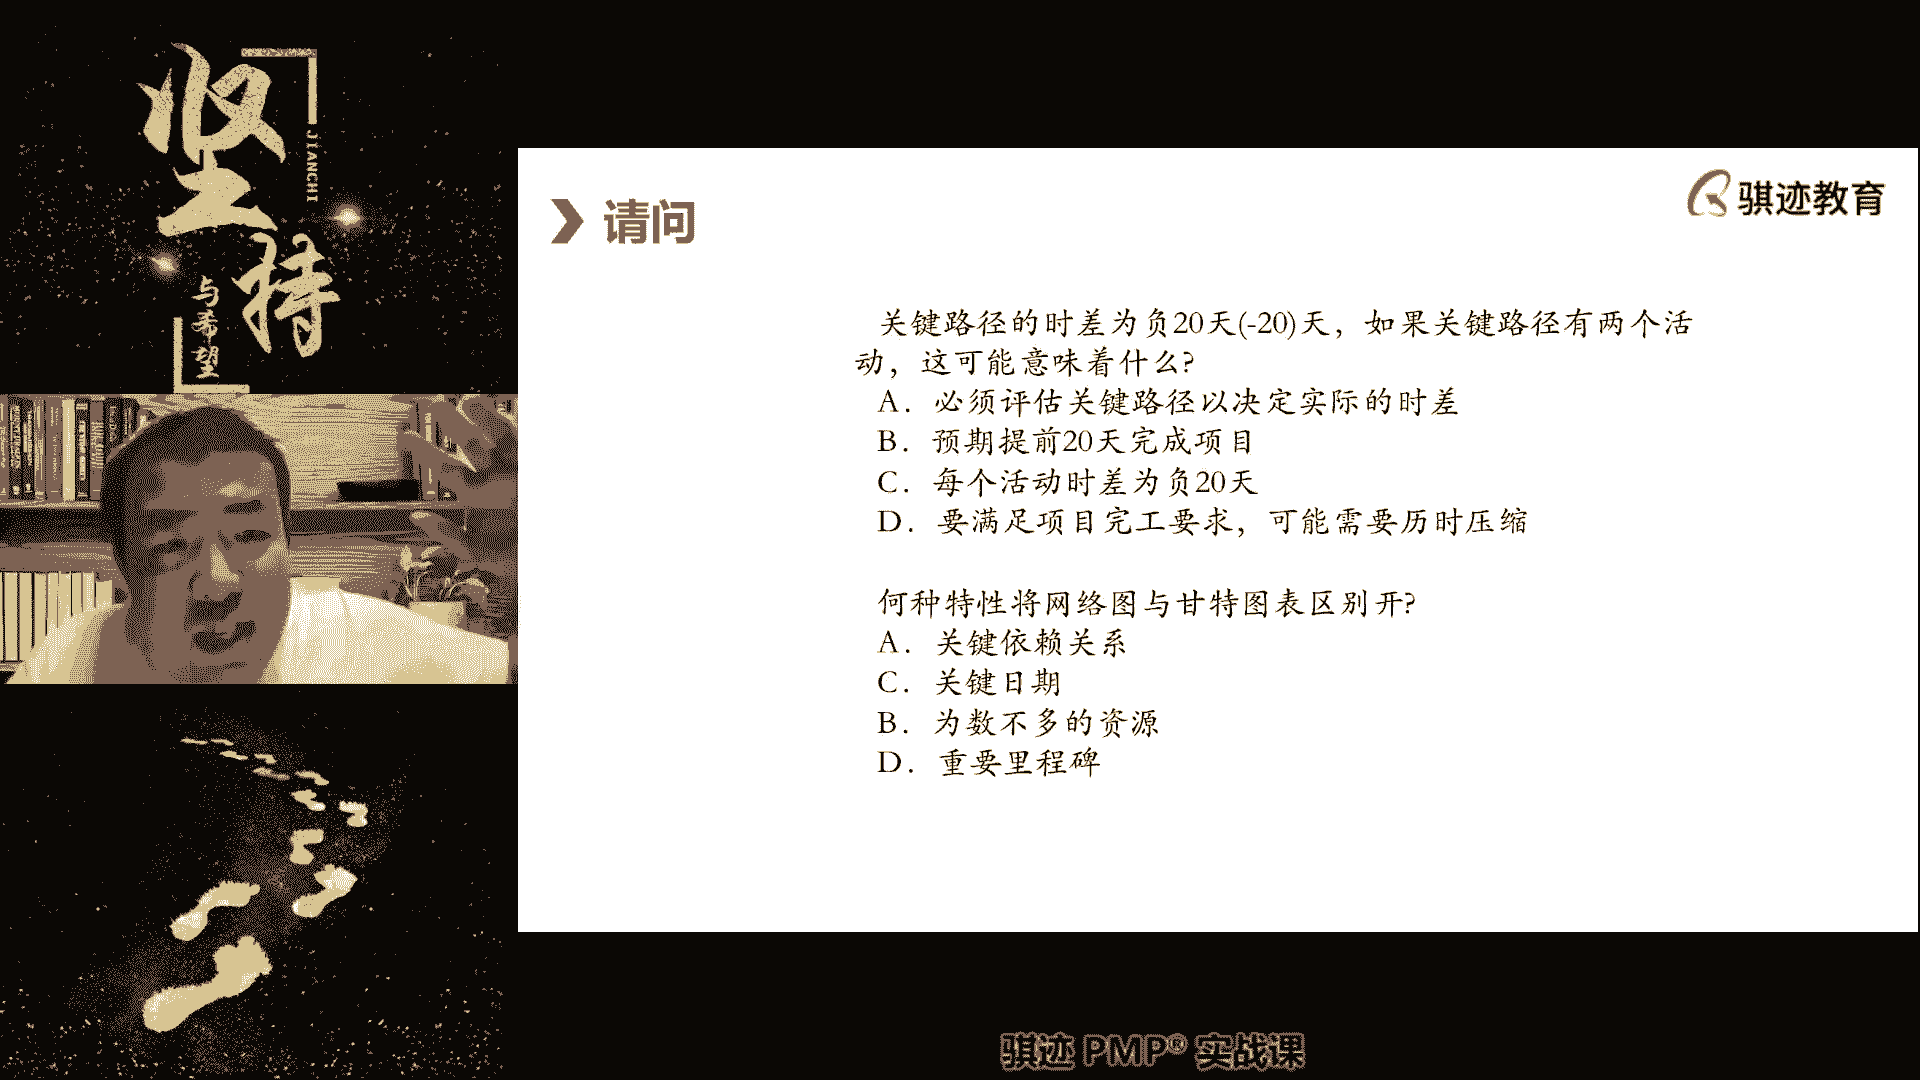 坚持
JIANCHI
与希望
请问
骐迹教育
关键路径的时差为负20天(-20)天，如果关键路径有两个活
动，这可能意味着什么?
A. 必须评估关键路径以决定实际的时差
B. 预期提前20天完成项目
C. 每个活动时差为负20天
D. 要满足项目完工要求，可能需要历时压缩
何种特性将网络图与甘特图表区别开?
A. 关键依赖关系
C. 关键日期
B. 为数不多的资源
D. 重要里程碑
骐迹 PMP® 实战课